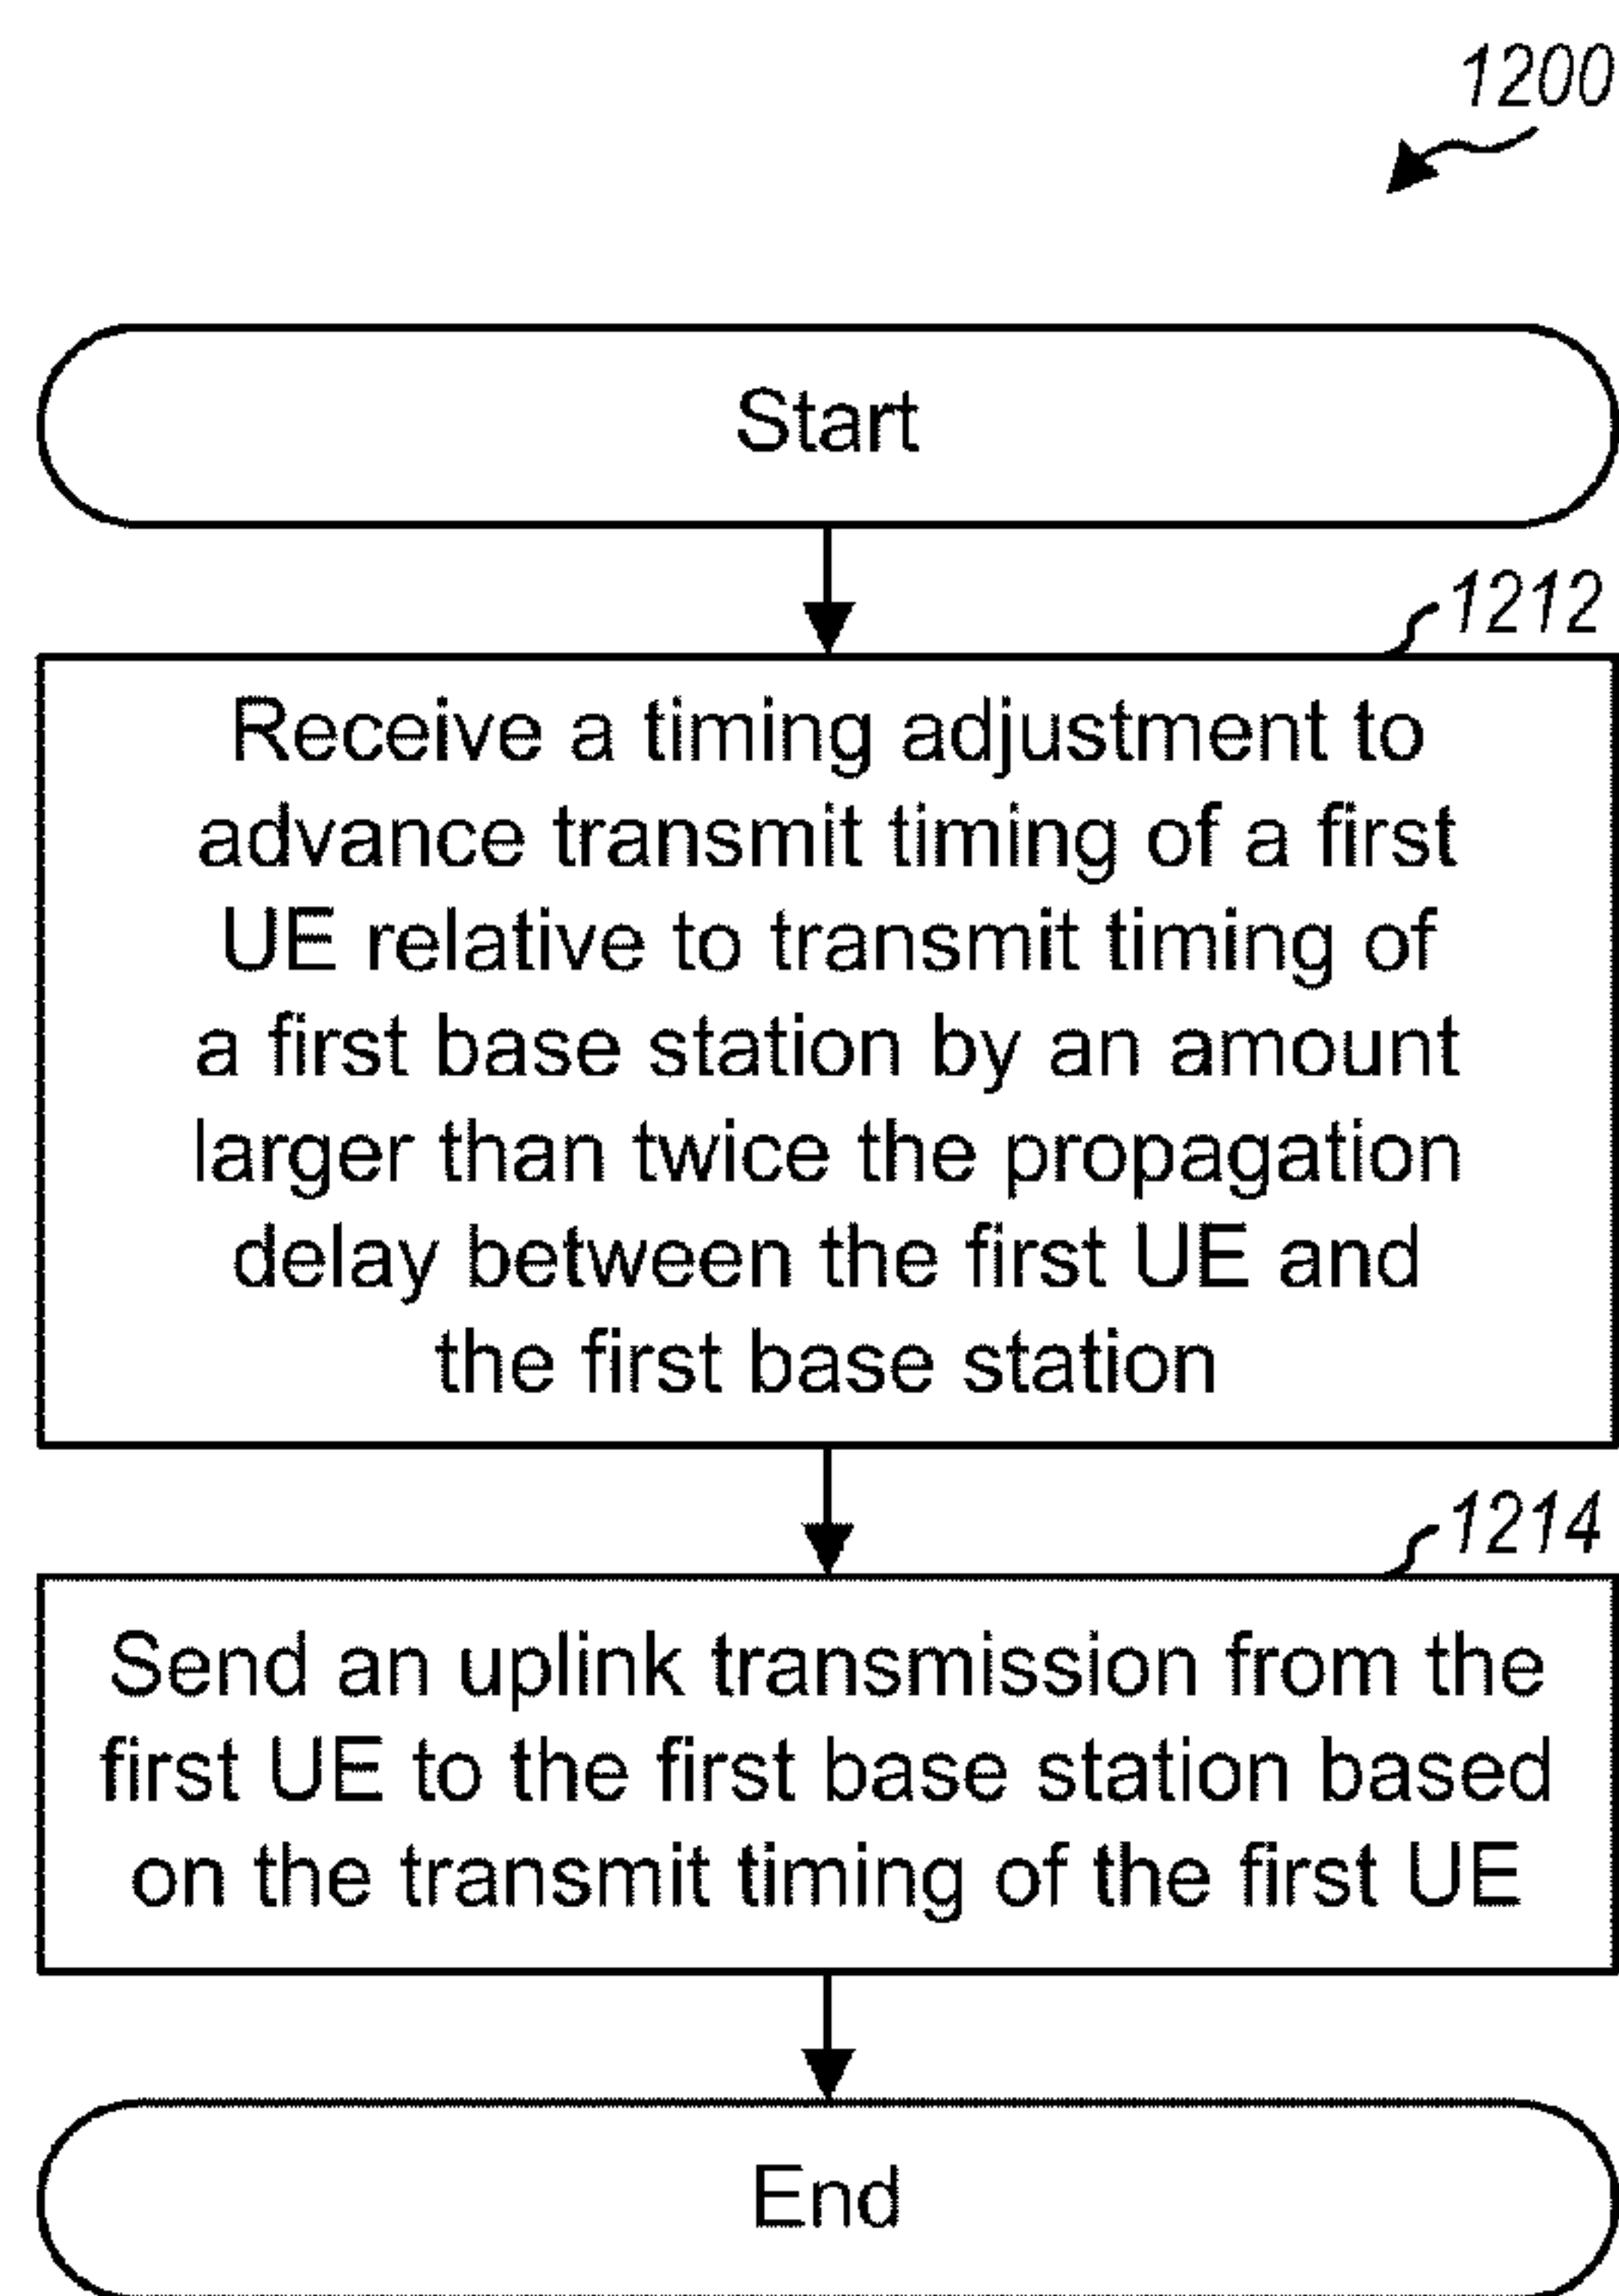 1200
Start
1212
Receive a timing adjustment to
advance transmit timing of a first
UE relative to transmit timing of
a first base station by an amount
larger than twice the propagation
delay between the first UE and
the first base station
1214
Send an uplink transmission from the
first UE to the first base station based
on the transmit timing of the first UE
End